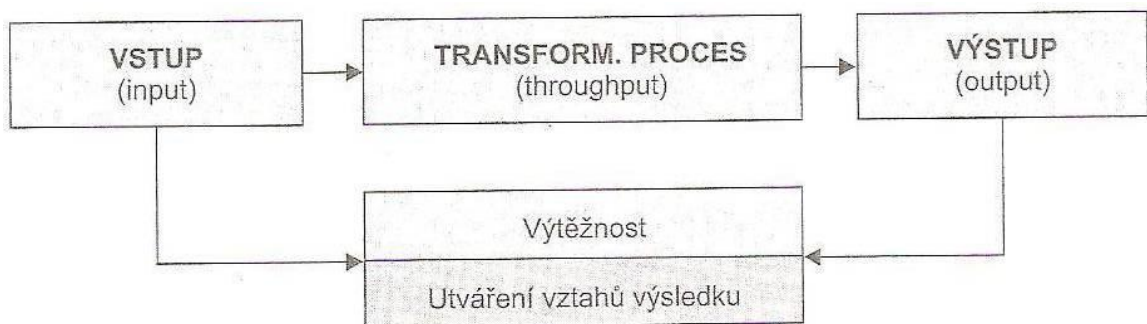 VSTUP
(input)
TRANSFORM. PROCES
(throughput)
VÝSTUP
(output)
Výtěžnost
Utváření vztahů výsledku